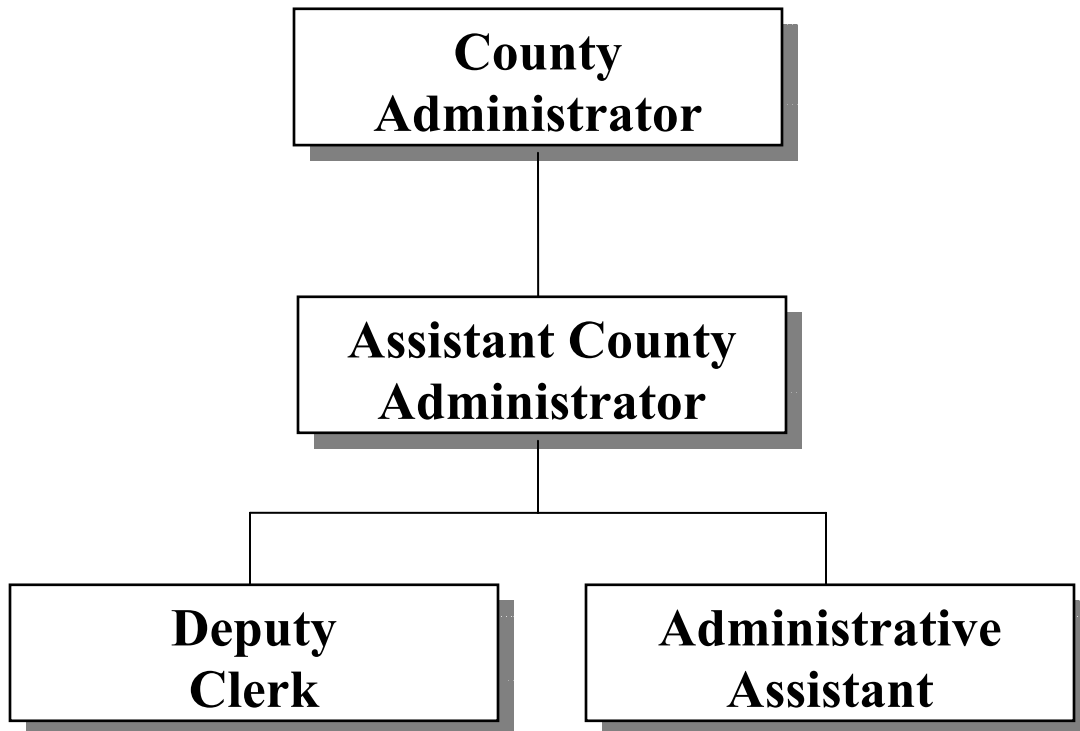 County
Administrator
Assistant County
Administrator
Deputy
Clerk
Administrative
Assistant